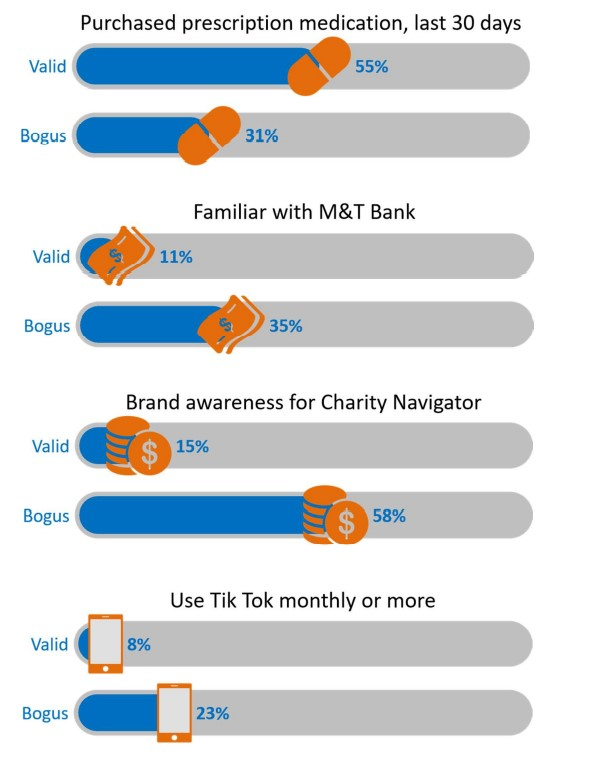 Purchased prescription medication, last 30 days
Valid 55%
Bogus 31%
Familiar with M&T Bank
Valid $ 11%
Bogus $ 35%
Brand awareness for Charity Navigator
Valid $ 15%
Bogus $ 58%
Use Tik Tok monthly or more
Valid 8%
Bogus 23%